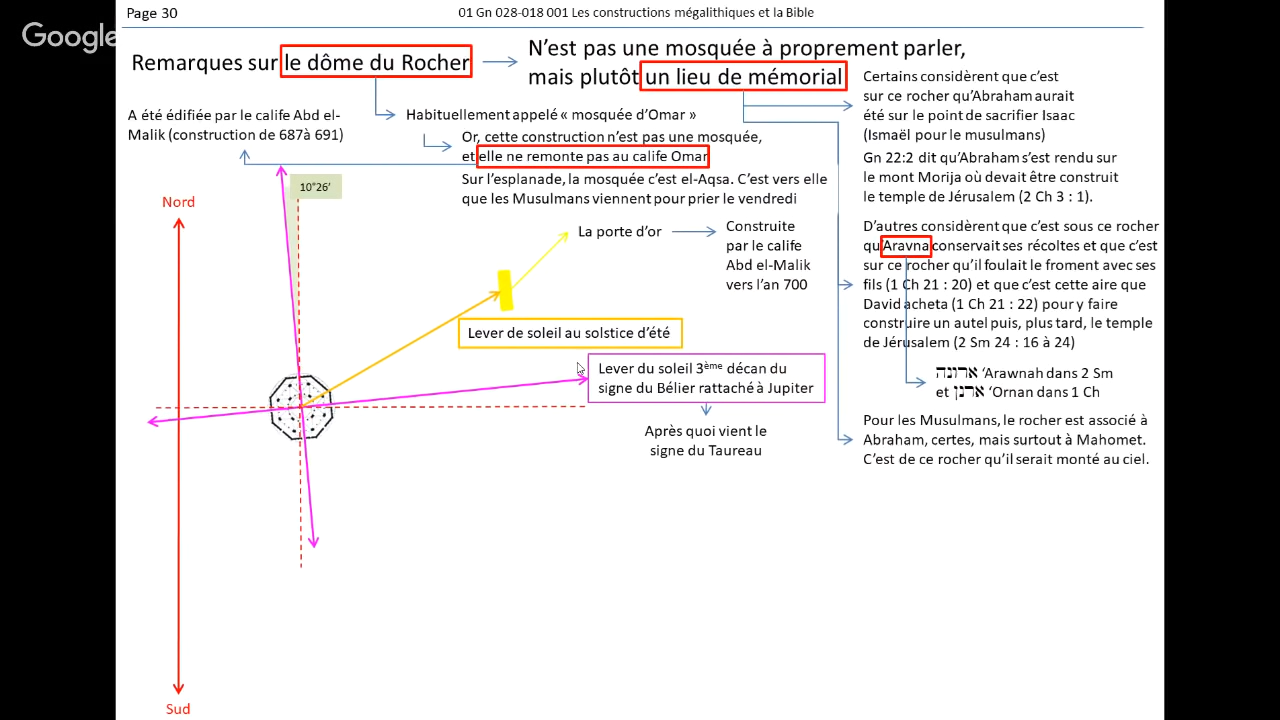 Page 30
01 Gn 028-018 001 Les constructions mégalithiques et la Bible
Google
Remarques sur le dôme du Rocher
N’est pas une mosquée à proprement parler,
mais plutôt un lieu de mémorial
A été édifiée par le calife Abd el-
Malik (construction de 687à 691)
Habituellement appelé « mosquée d’Omar »
Or, cette construction n’est pas une mosquée,
et elle ne remonte pas au calife Omar
Sur l’esplanade, la mosquée c’est el-Aqsa. C’est vers elle
que les Musulmans viennent pour prier le vendredi
Certains considèrent que c’est
sur ce rocher qu’Abraham aurait
été sur le point de sacrifier Isaac
(Ismaël pour le musulmans)
Gn 22:2 dit qu’Abraham s’est rendu sur
le mont Morija où devait être construit
le temple de Jérusalem (2 Ch 3 : 1).
D’autres considèrent que c’est sous ce rocher
qu’Aravna conservait ses récoltes et que c’est
sur ce rocher qu’il foulait le froment avec ses
fils (1 Ch 21 : 20) et que c’est cette aire que
David acheta (1 Ch 21 : 22) pour y faire
construire un autel puis, plus tard, le temple
de Jérusalem (2 Sm 24 : 16 à 24)
ארונה ‘Arawnah dans 2 Sm
et ארנן ‘Ornan dans 1 Ch
Pour les Musulmans, le rocher est associé à
Abraham, certes, mais surtout à Mahomet.
C’est de ce rocher qu’il serait monté au ciel.
10°26’
Nord
La porte d’or
Construite
par le calife
Abd el-Malik
vers l’an 700
Lever de soleil au solstice d’été
Lever du soleil 3ème décan du
signe du Bélier rattaché à Jupiter
Après quoi vient le
signe du Taureau
Sud